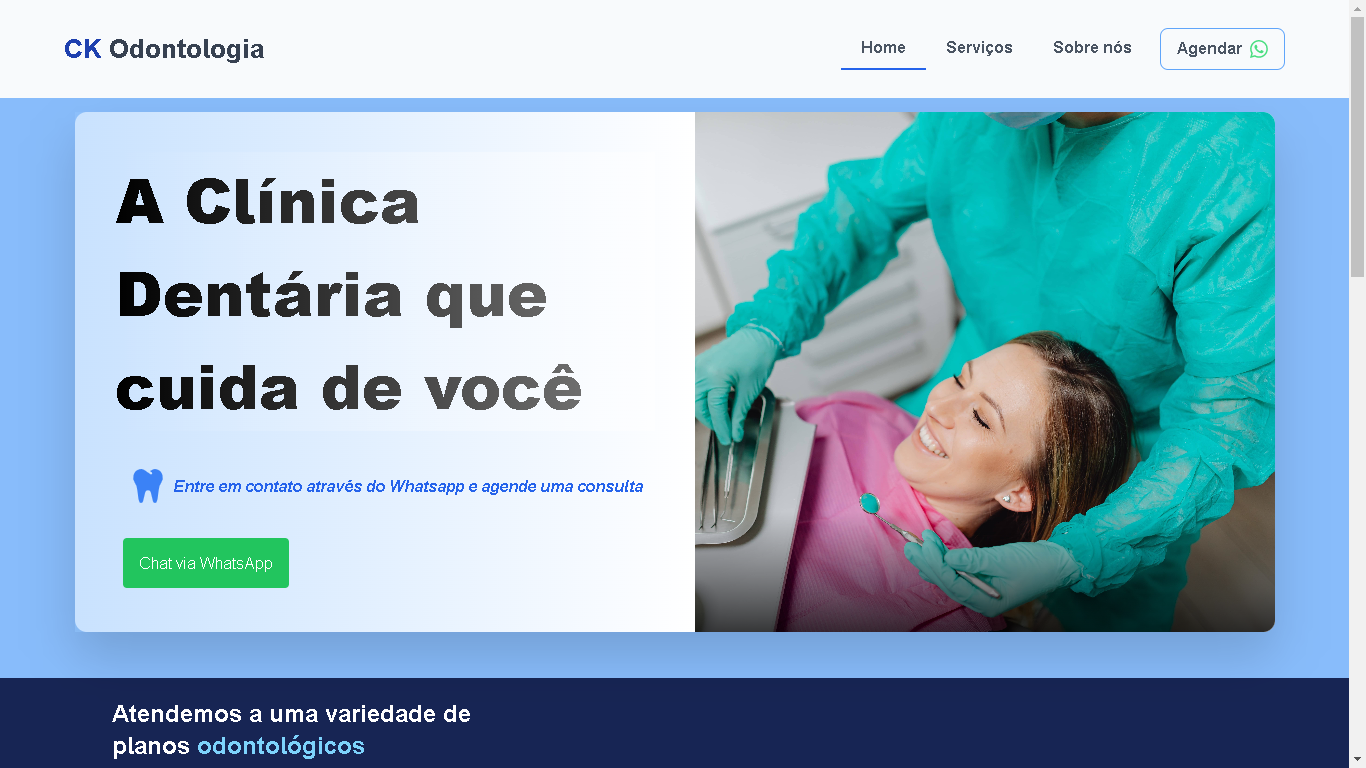 CK Odontologia
Home
Serviços
Sobre nós
Agendar
A Clínica
Dentária que
cuida de você
Entre em contato através do Whatsapp e agende uma consulta
Chat via WhatsApp
Atendemos a uma variedade de
planos odontológicos